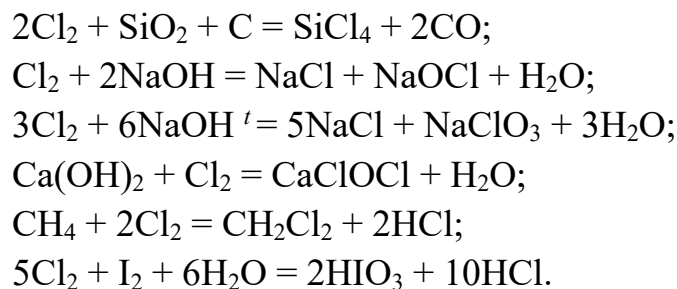 2Cl₂ + SiO₂ + C = SiCl₄ + 2CO;
Cl₂ + 2NaOH = NaCl + NaOCl + H₂O;
3Cl₂ + 6NaOH ᵗ= 5NaCl + NaClO₃ + 3H₂O;
Ca(OH)₂ + Cl₂ = CaClOCl + H₂O;
CH₄ + 2Cl₂ = CH₂Cl₂ + 2HCl;
5Cl₂ + I₂ + 6H₂O = 2HIO₃ + 10HCl.